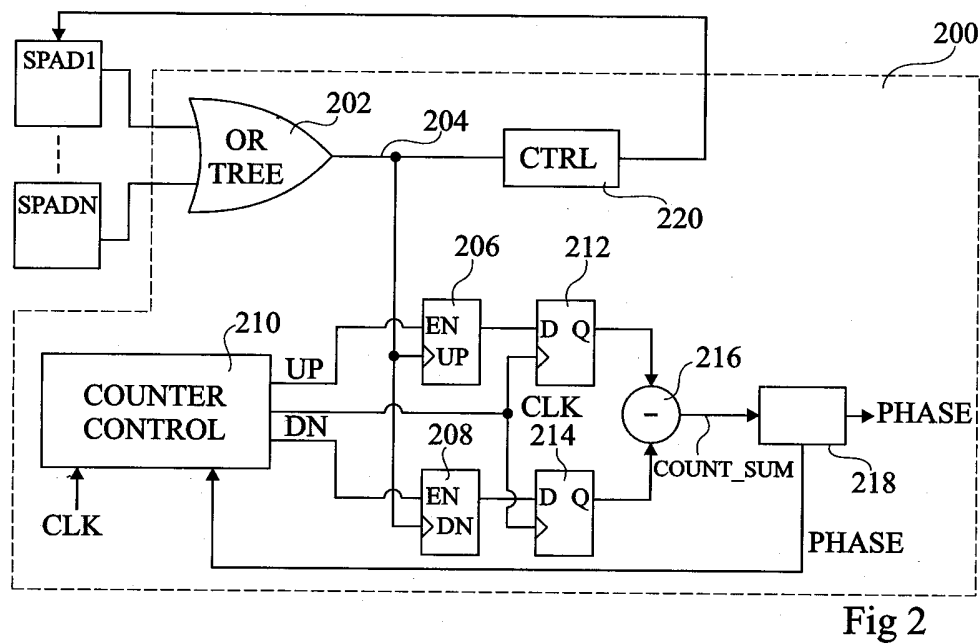 200
SPAD1
202
204
OR
TREE
CTRL
SPADN
220
206
212
210
EN
D Q
UP
UP
216
COUNTER
CONTROL
-
PHASE
CLK
DN
208
214
COUNT_SUM
218
EN
D Q
DN
CLK
PHASE
Fig 2